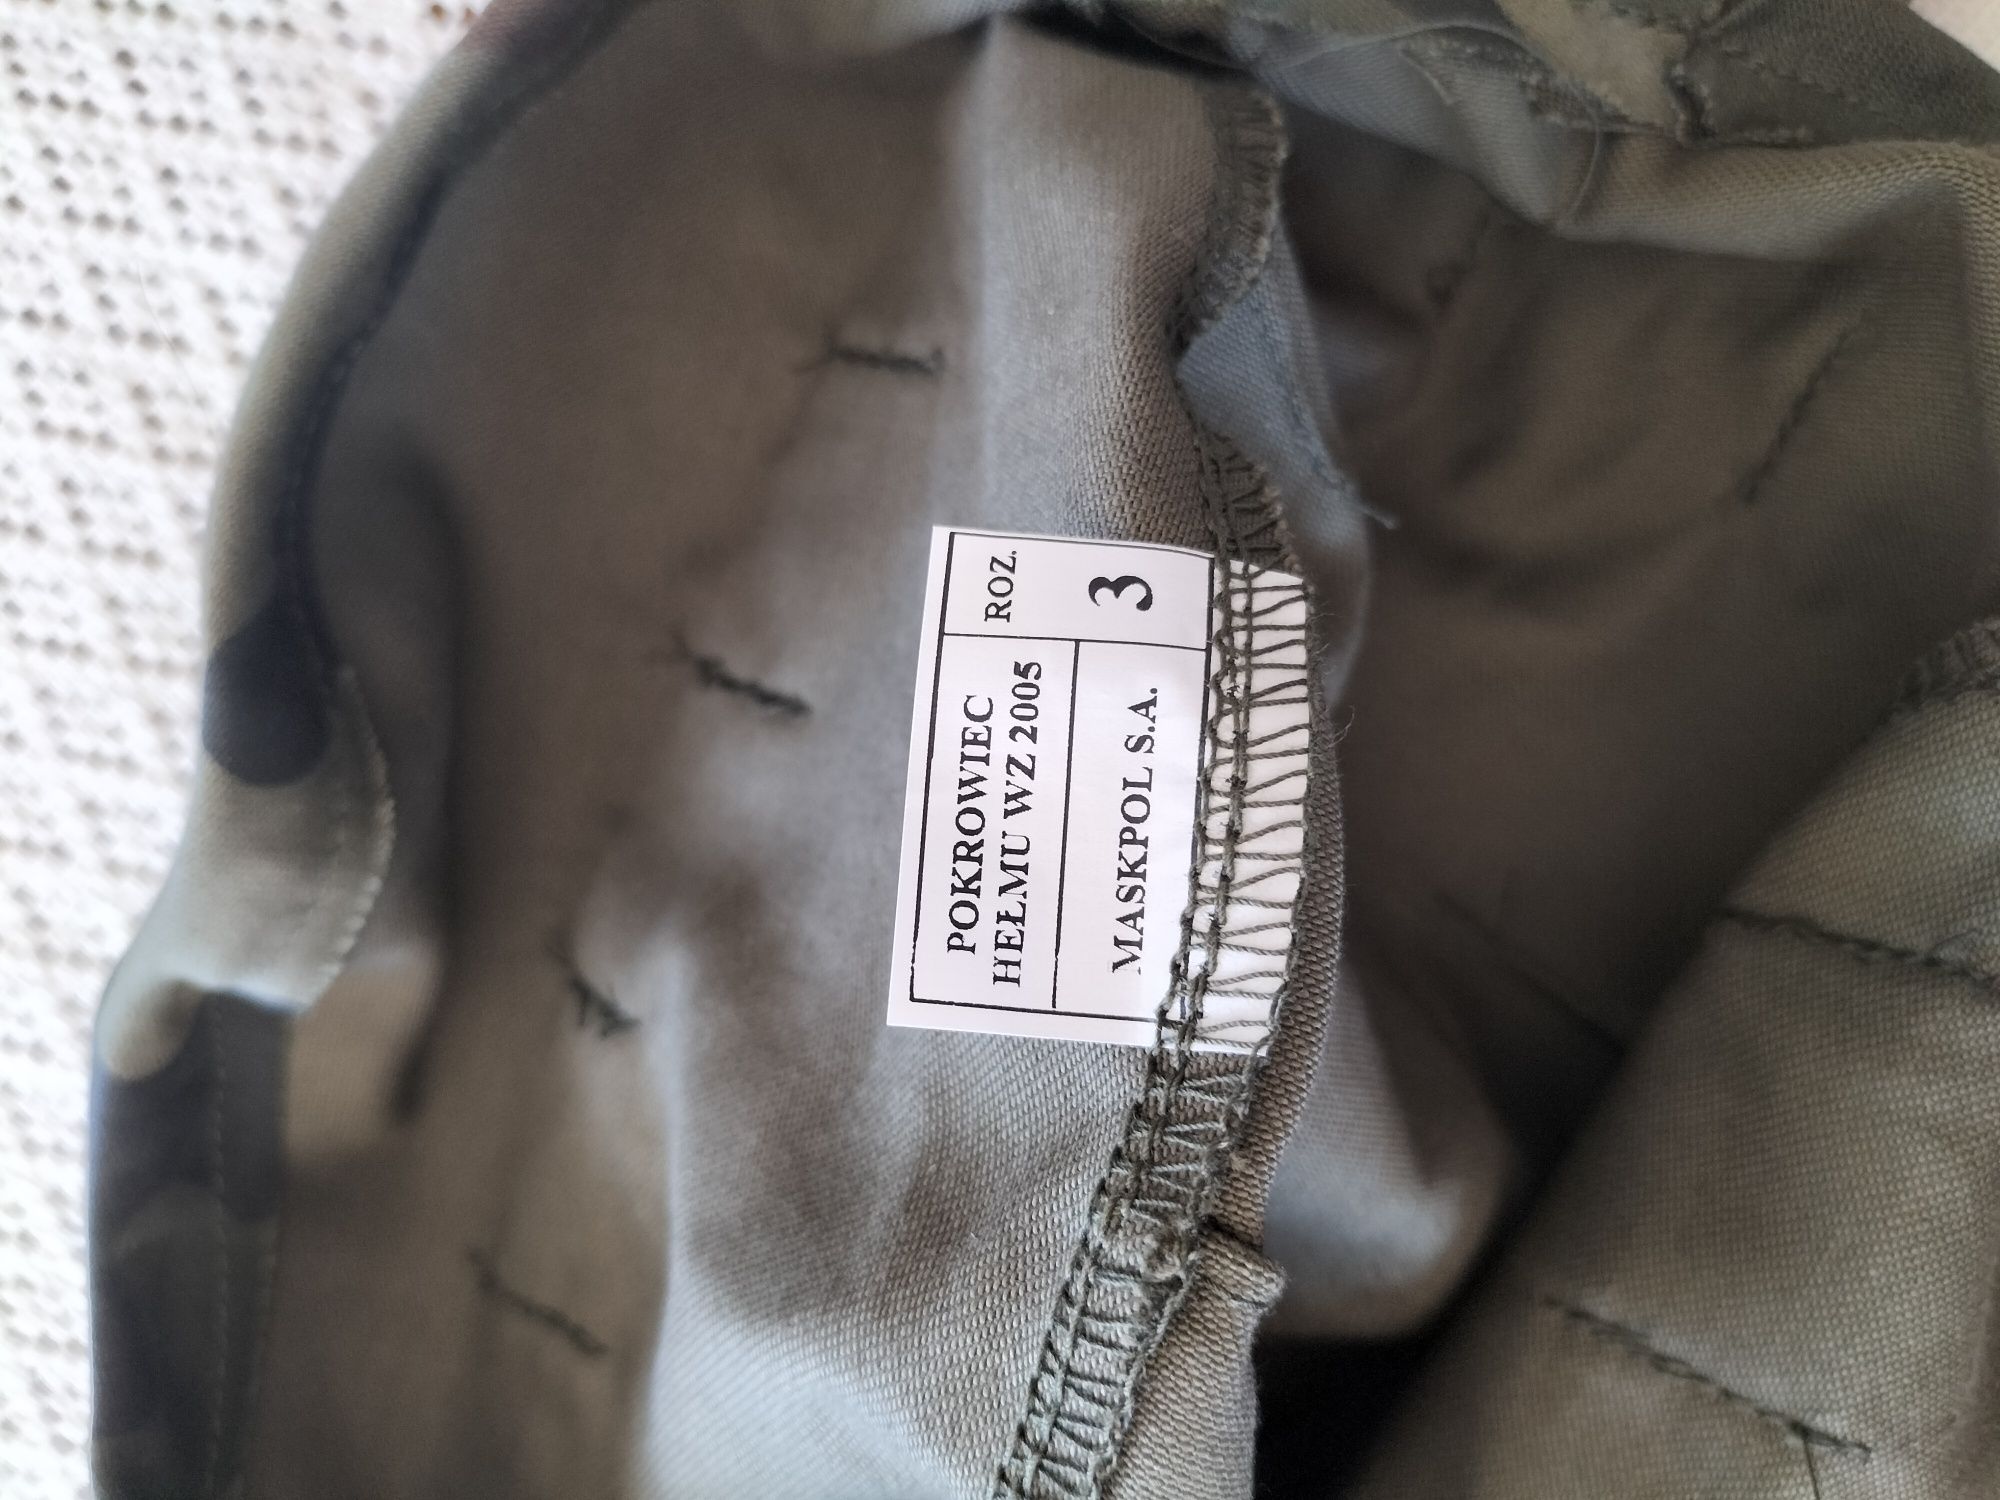 POKROWIEC
HEŁMU WZ 2005
MASKPOL S.A.
ROZ.
3